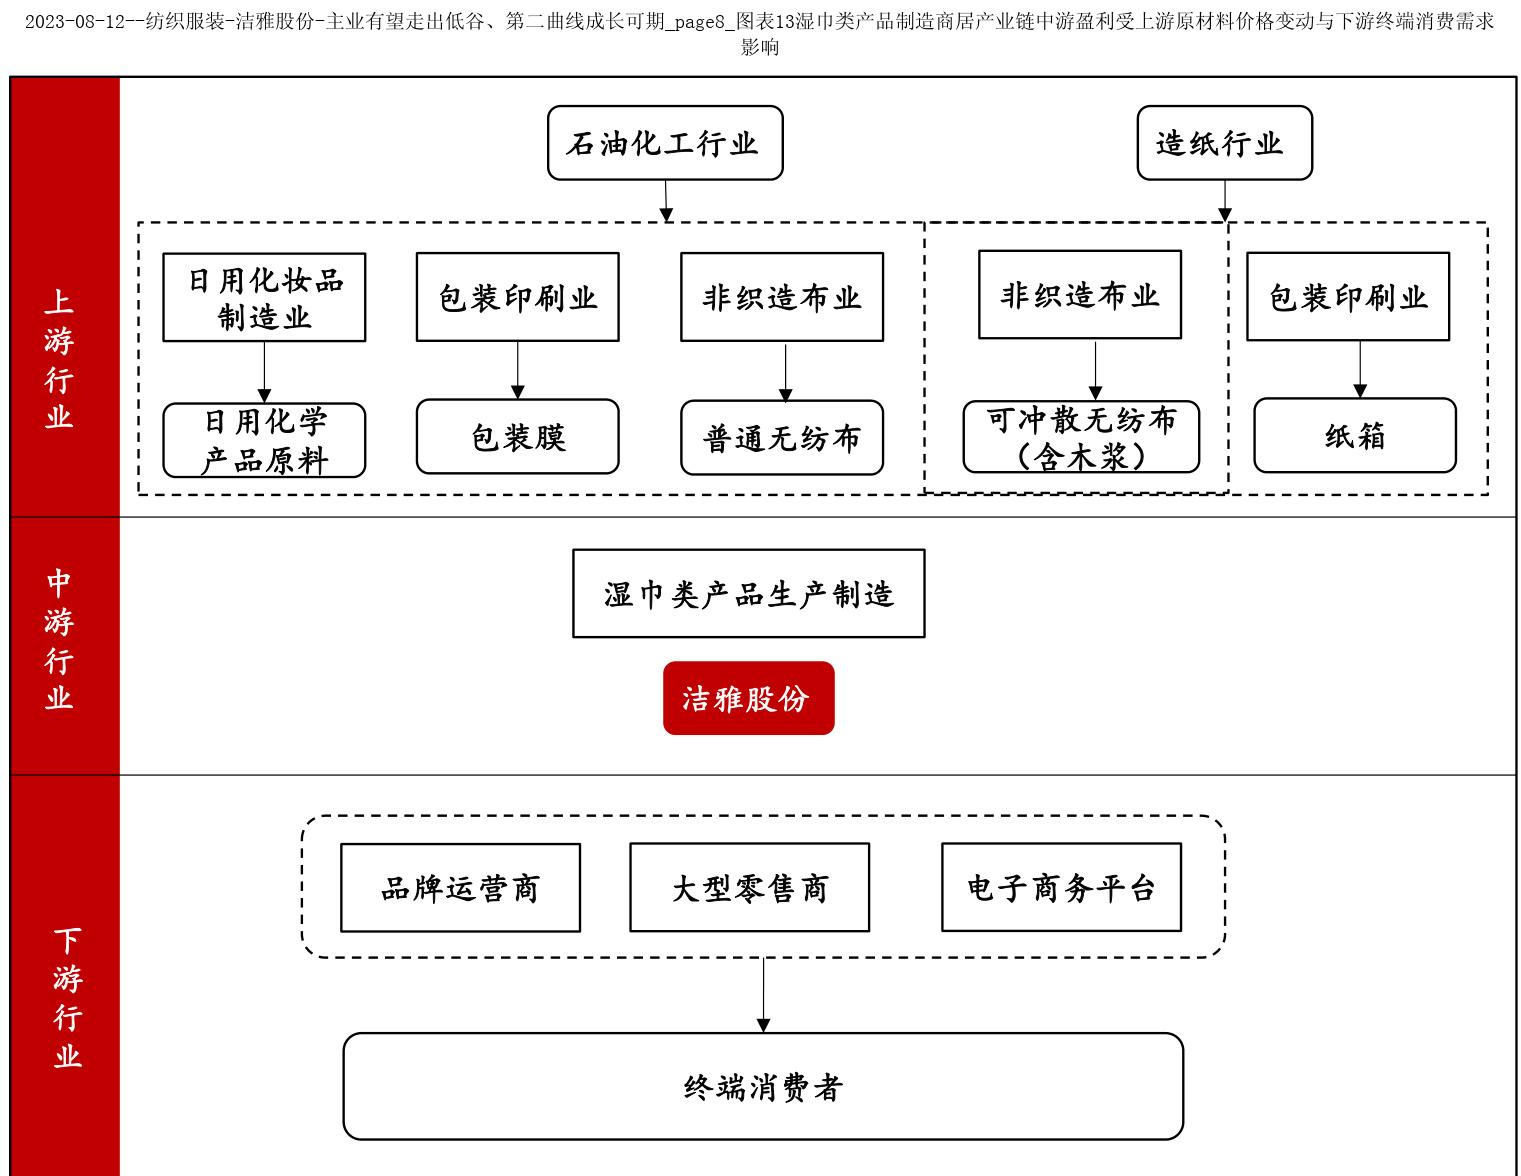 2023-08-12--纺织服装-洁雅股份-主业有望走出低谷、第二曲线成长可期_page8_图表13湿巾类产品制造商居产业链中游盈利受上游原材料价格变动与下游终端消费需求
影响
上游行业
石油化工行业
造纸行业
日用化妆品
制造业
包装印刷业
非织造布业
非织造布业
包装印刷业
日用化学
产品原料
包装膜
普通无纺布
可冲散无纺布
（含木浆）
纸箱
中游行业
湿巾类产品生产制造
洁雅股份
下游行业
品牌运营商
大型零售商
电子商务平台
终端消费者